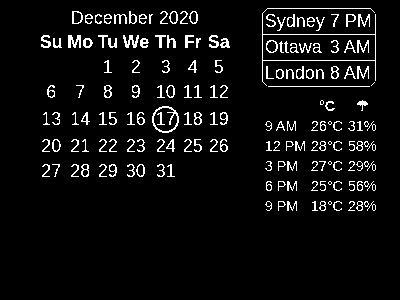 December 2020
Su Mo Tu We Th Fr Sa
1 2 3 4 5
6 7 8 9 10 11 12
13 14 15 16 17 18 19
20 21 22 23 24 25 26
27 28 29 30 31
Sydney 7 PM
Ottawa 3 AM
London 8 AM
°C
9 AM 26°C 31%
12 PM 28°C 58%
3 PM 27°C 29%
6 PM 25°C 56%
9 PM 18°C 28%